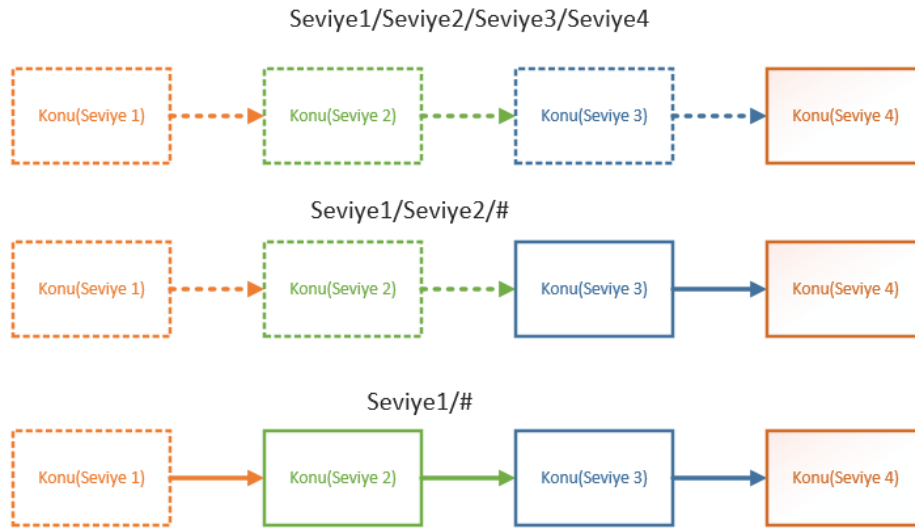 Seviye1/Seviye2/Seviye3/Seviye4
Konu(Seviye 1)
Konu(Seviye 2)
Konu(Seviye 3)
Konu(Seviye 4)
Seviye1/Seviye2/#
Konu(Seviye 1)
Konu(Seviye 2)
Konu(Seviye 3)
Konu(Seviye 4)
Seviye1/#
Konu(Seviye 1)
Konu(Seviye 2)
Konu(Seviye 3)
Konu(Seviye 4)